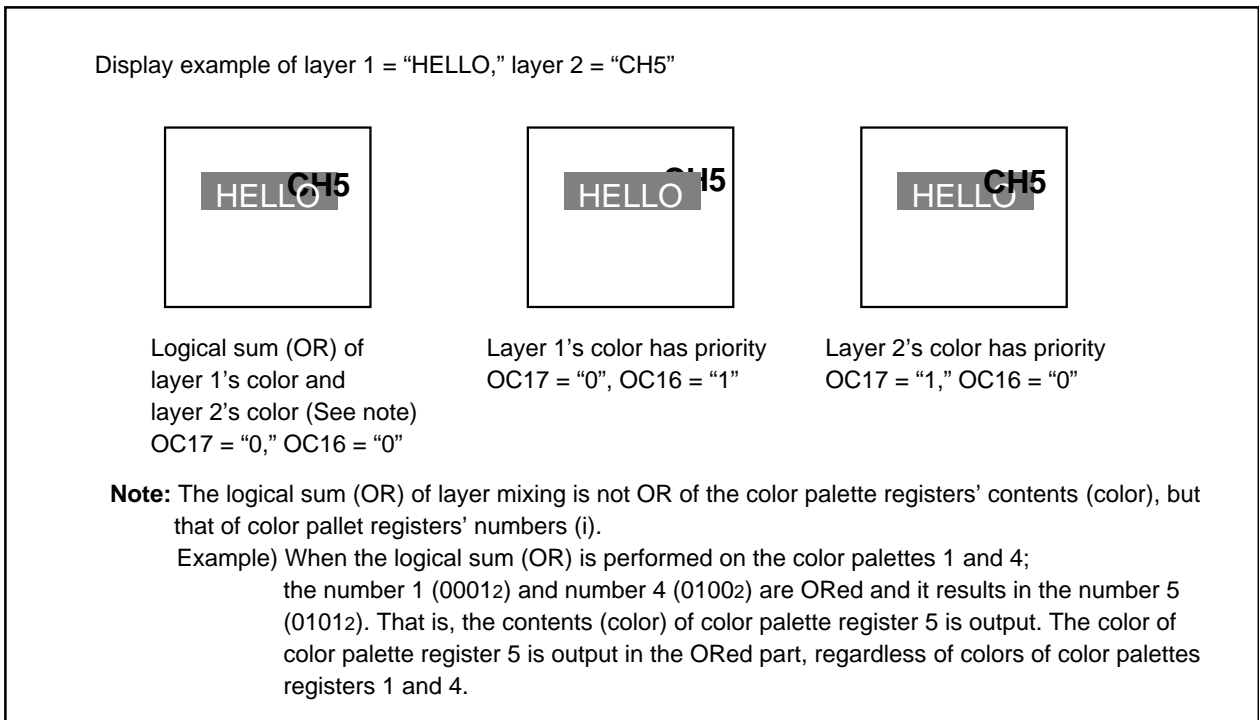 Display example of layer 1 = “HELLO,” layer 2 = “CH5”
HELLO CH5
HELLO H5
HELLO CH5
Logical sum (OR) of
layer 1’s color and
layer 2’s color (See note)
OC17 = “0,” OC16 = “0”
Layer 1’s color has priority
OC17 = “0”, OC16 = “1”
Layer 2’s color has priority
OC17 = “1,” OC16 = “0”
Note: The logical sum (OR) of layer mixing is not OR of the color palette registers’ contents (color), but
that of color pallet registers’ numbers (i).
Example) When the logical sum (OR) is performed on the color palettes 1 and 4;
the number 1 (00012) and number 4 (01002) are ORed and it results in the number 5
(01012). That is, the contents (color) of color palette register 5 is output. The color of
color palette register 5 is output in the ORed part, regardless of colors of color palettes
registers 1 and 4.